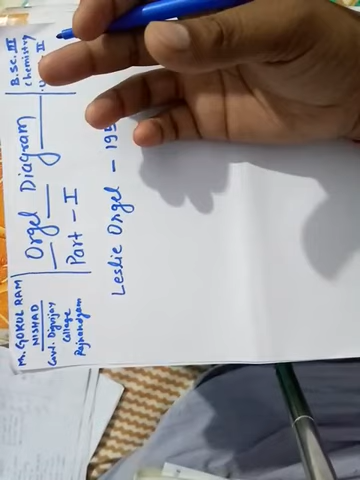 M. GOKUL RAM
NISHAD
Govt. Digvijay
College
Rajnandgaon
Orgel Diagram
Part - I
B.Sc. III
Chemistry
II
Leslie Orgel - 195